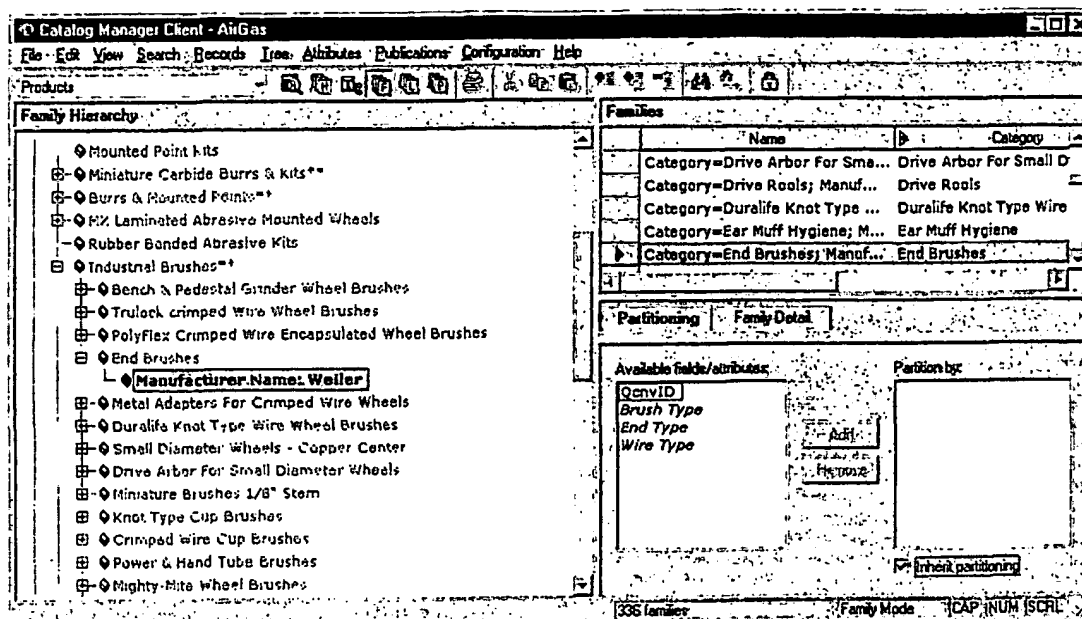 Catalog Manager Client - AirGas
File Edit View Search Records Tree Attributes Publications Configuration Help
Products
Family Hierarchy
Mounted Point Kits
Miniature Carbide Burrs & Kits
Burrs & Mounted Points
Laminated Abrasive Mounted Wheels
Rubber Bonded Abrasive Kits
Industrial Brushes
Bench & Pedestal Grinder Wheel Brushes
Trulock crimped Wire Wheel Brushes
PolyFlex Crimped Wire Encapsulated Wheel Brushes
End Brushes
Manufacturer Name: Weiler
Metal Adapters For Crimped Wire Wheels
Duralife Knot Type Wire Wheel Brushes
Small Diameter Wheels - Copper Center
Drive Arbor For Small Diameter Wheels
Miniature Brushes 1/8" Stem
Knot Type Cup Brushes
Crimped Wire Cup Brushes
Power & Hand Tube Brushes
Mighty-Mite Wheel Brushes
Families
Name Category
Category=Drive Arbor For Sma... Drive Arbor For Small D
Category=Drive Rools; Manuf... Drive Rools
Category=Duralife Knot Type ... Duralife Knot Type Wire
Category=Ear Muff Hygiene; M... Ear Muff Hygiene
Category=End Brushes; Manuf... End Brushes
Partitioning Family Detail
Available fields/attributes: Partition by:
QcnvID
Brush Type
End Type
Wire Type
Add
Remove
Inherit partitioning
336 families Family Mode CAP NUM SCRL